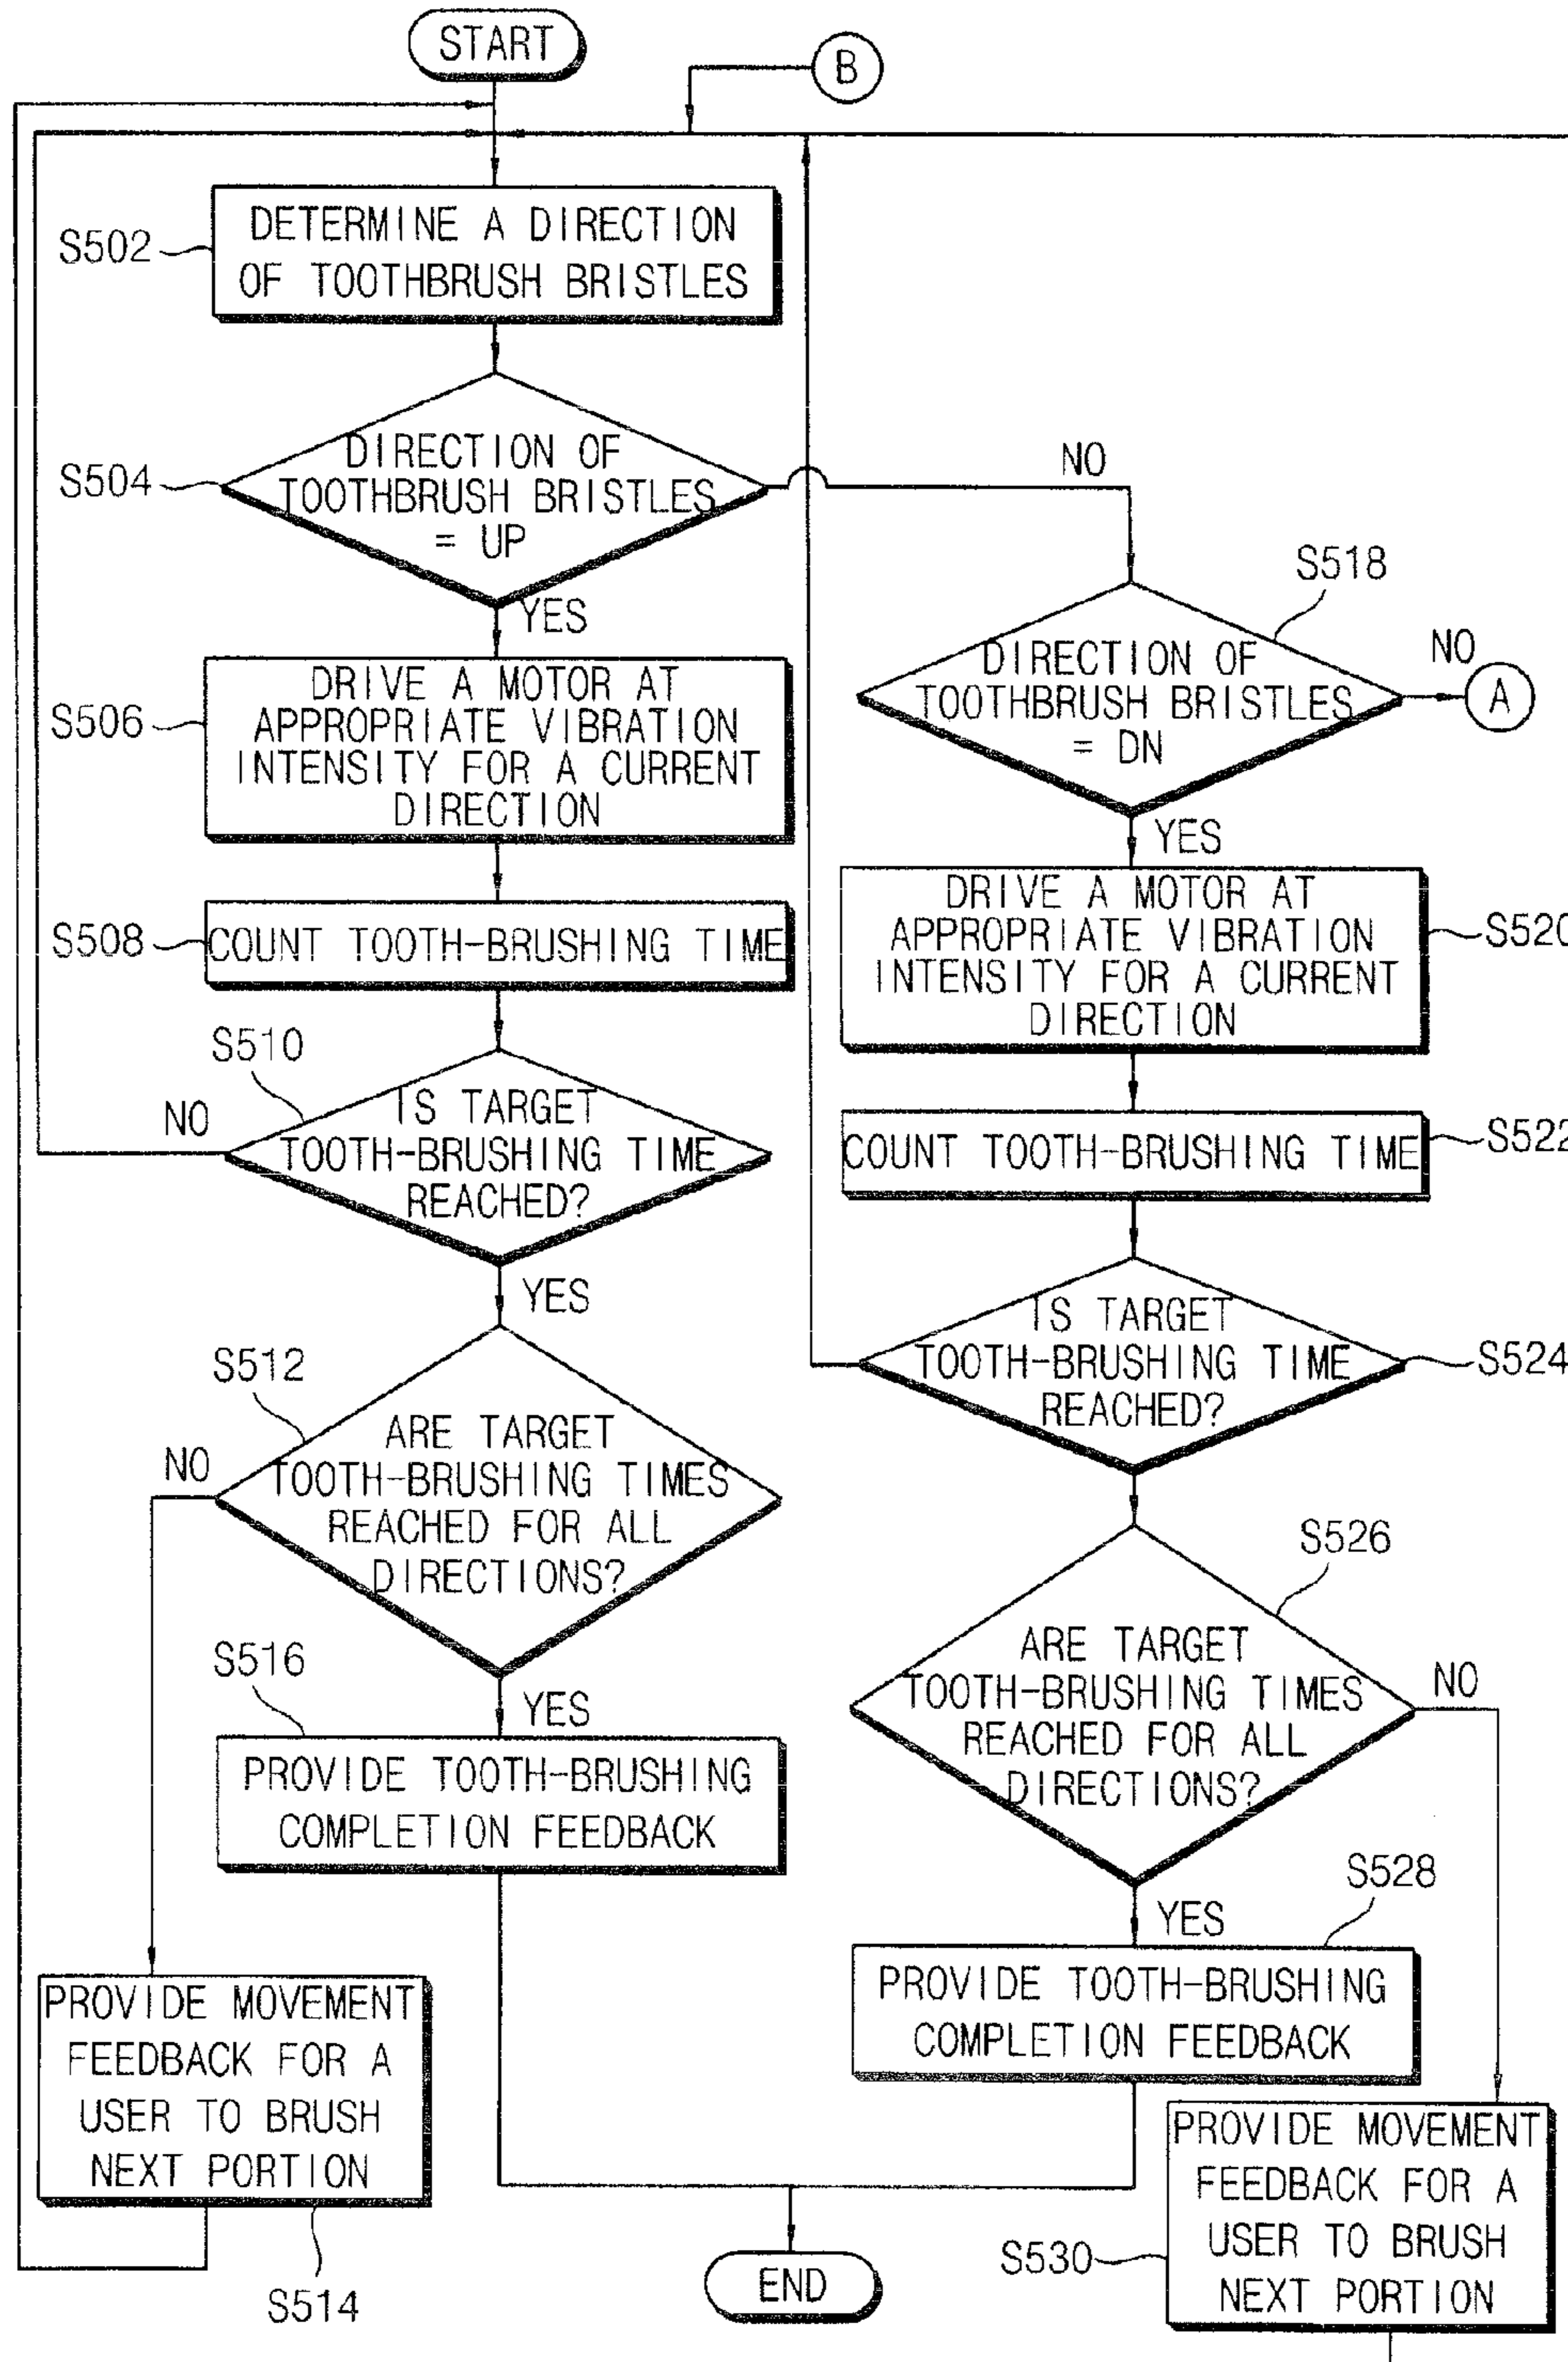 START
B
S502
DETERMINE A DIRECTION
OF TOOTHBRUSH BRISTLES
S504
DIRECTION OF
TOOTHBRUSH BRISTLES
= UP
NO
YES
S506
DRIVE A MOTOR AT
APPROPRIATE VIBRATION
INTENSITY FOR A CURRENT
DIRECTION
S508
COUNT TOOTH-BRUSHING TIME
S510
NO
IS TARGET
TOOTH-BRUSHING TIME
REACHED?
YES
S512
NO
ARE TARGET
TOOTH-BRUSHING TIMES
REACHED FOR ALL
DIRECTIONS?
S516
YES
PROVIDE TOOTH-BRUSHING
COMPLETION FEEDBACK
PROVIDE MOVEMENT
FEEDBACK FOR A
USER TO BRUSH
NEXT PORTION
S514
S518
DIRECTION OF
TOOTHBRUSH BRISTLES
= DN
NO
A
YES
DRIVE A MOTOR AT
APPROPRIATE VIBRATION
INTENSITY FOR A CURRENT
DIRECTION
S520
COUNT TOOTH-BRUSHING TIME
S522
IS TARGET
TOOTH-BRUSHING TIME
REACHED?
S524
S526
ARE TARGET
TOOTH-BRUSHING TIMES
REACHED FOR ALL
DIRECTIONS?
NO
S528
YES
PROVIDE TOOTH-BRUSHING
COMPLETION FEEDBACK
PROVIDE MOVEMENT
FEEDBACK FOR A
USER TO BRUSH
NEXT PORTION
S530
END